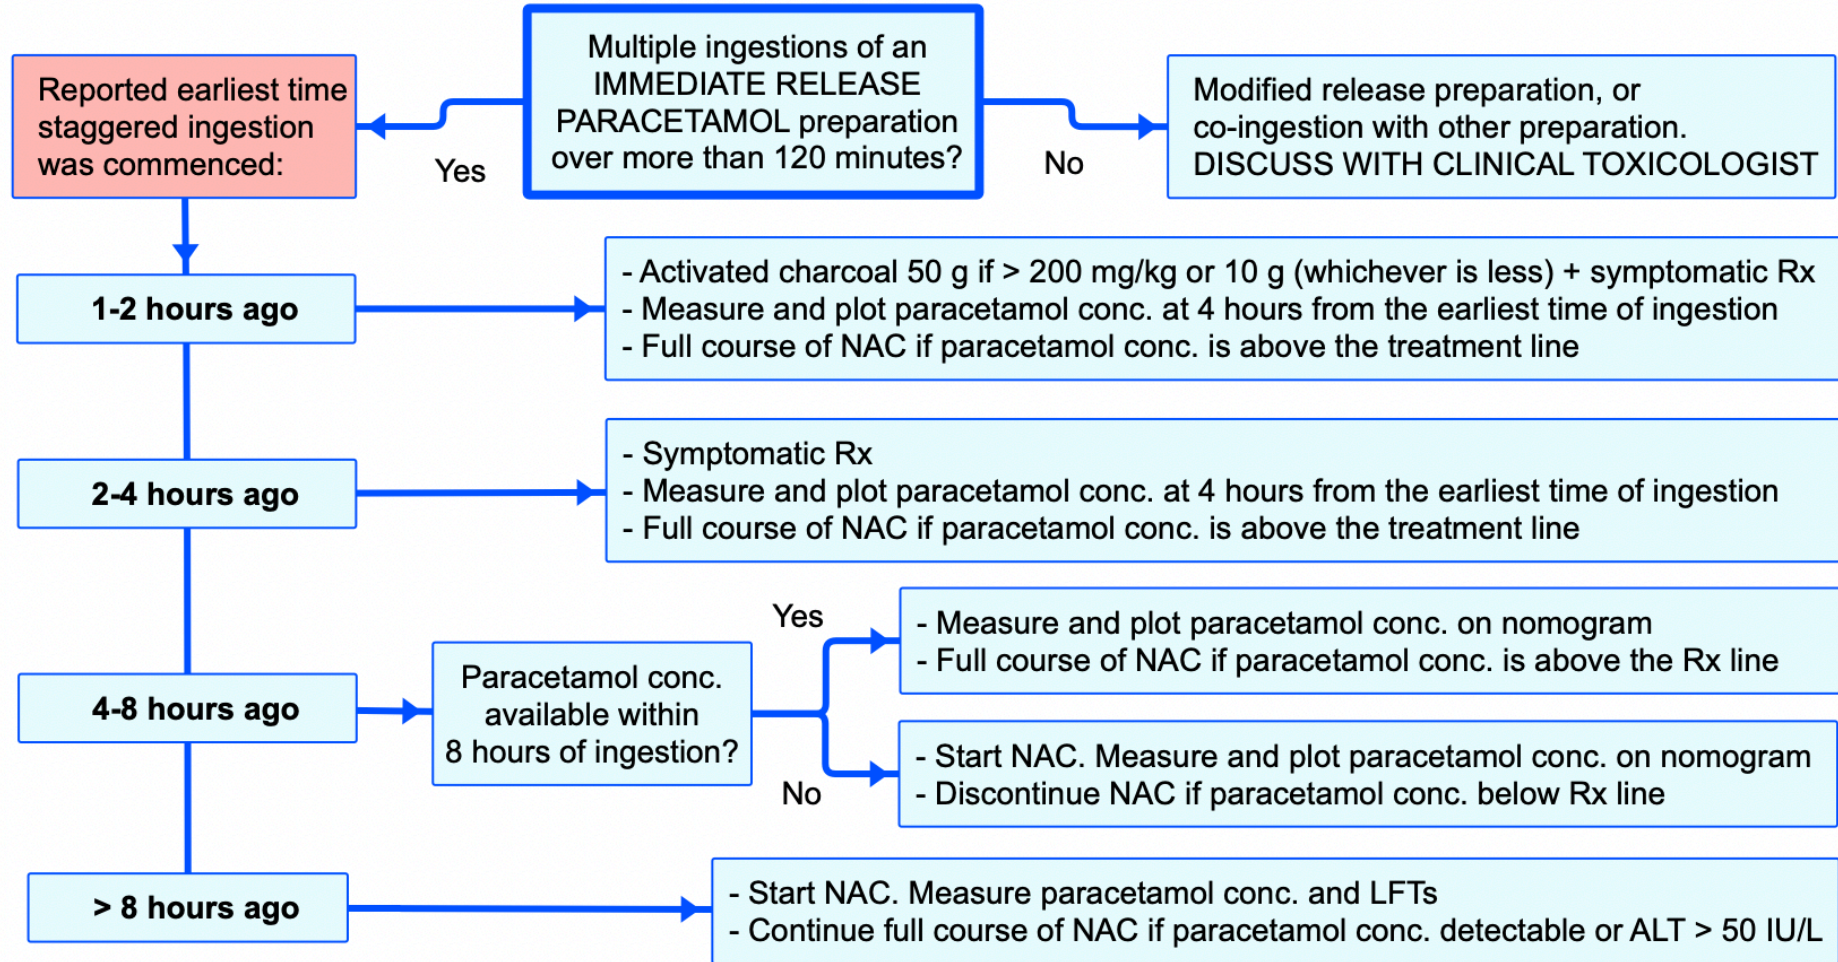 Multiple ingestions of an
IMMEDIATE RELEASE
PARACETAMOL preparation
over more than 120 minutes?
Yes
No
Reported earliest time
staggered ingestion
was commenced:
Modified release preparation, or
co-ingestion with other preparation.
DISCUSS WITH CLINICAL TOXICOLOGIST
1-2 hours ago
- Activated charcoal 50 g if > 200 mg/kg or 10 g (whichever is less) + symptomatic Rx
- Measure and plot paracetamol conc. at 4 hours from the earliest time of ingestion
- Full course of NAC if paracetamol conc. is above the treatment line
2-4 hours ago
- Symptomatic Rx
- Measure and plot paracetamol conc. at 4 hours from the earliest time of ingestion
- Full course of NAC if paracetamol conc. is above the treatment line
4-8 hours ago
Paracetamol conc.
available within
8 hours of ingestion?
Yes
- Measure and plot paracetamol conc. on nomogram
- Full course of NAC if paracetamol conc. is above the Rx line
No
- Start NAC. Measure and plot paracetamol conc. on nomogram
- Discontinue NAC if paracetamol conc. below Rx line
> 8 hours ago
- Start NAC. Measure paracetamol conc. and LFTs
- Continue full course of NAC if paracetamol conc. detectable or ALT > 50 IU/L